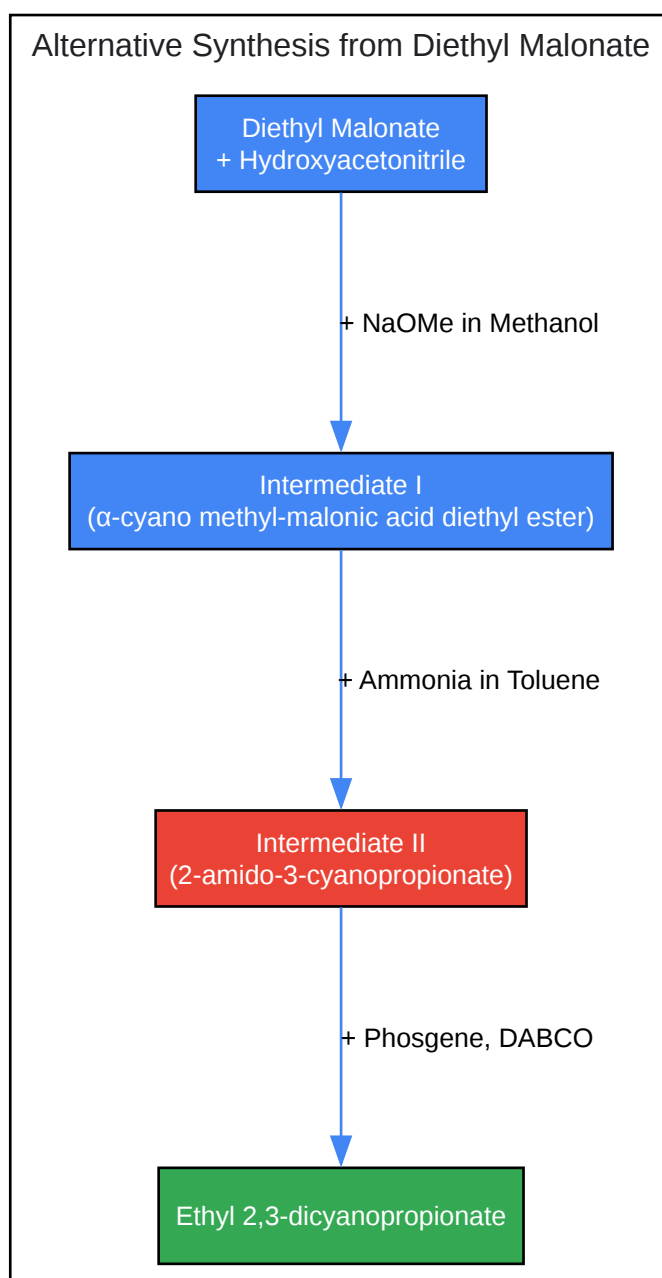 Alternative Synthesis from Diethyl Malonate
Diethyl Malonate
+ Hydroxyacetonitrile
+ NaOMe in Methanol
Intermediate I
(α-cyano methyl-malonic acid diethyl ester)
+ Ammonia in Toluene
Intermediate II
(2-amido-3-cyanopropionate)
+ Phosgene, DABCO
Ethyl 2,3-dicyanopropionate